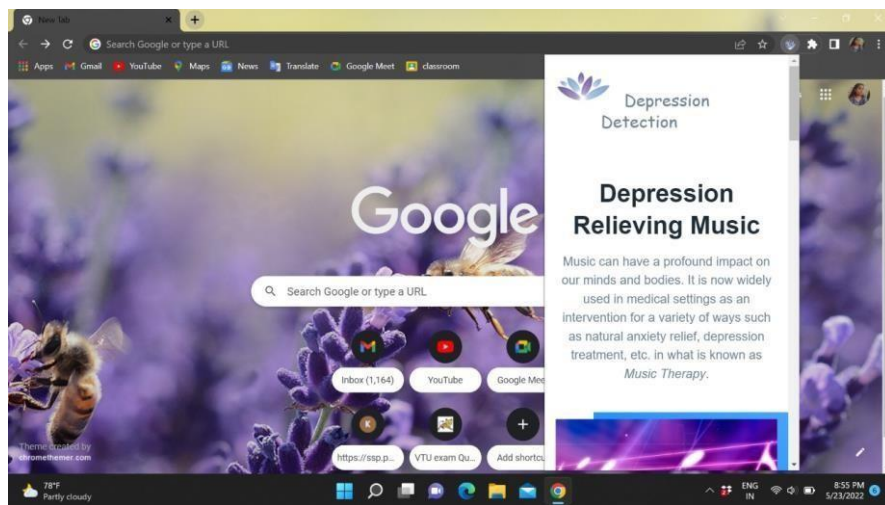 New Tab
Search Google or type a URL
Apps Gmail YouTube Maps News Translate Google Meet classroom
Depression
Detection
Depression
Relieving Music
Music can have a profound impact on
our minds and bodies. It is now widely
used in medical settings as an
intervention for a variety of ways such
as natural anxiety relief, depression
treatment, etc. in what is known as
Music Therapy.
Google
Search Google or type a URL
Inbox (1,164) YouTube Google Mee
K
https://ssp.p... VTU exam Qu... Add shortcu
Theme created by
chromethemer.com
78°F
Partly cloudy
ENG
IN
8:55 PM
5/23/2022